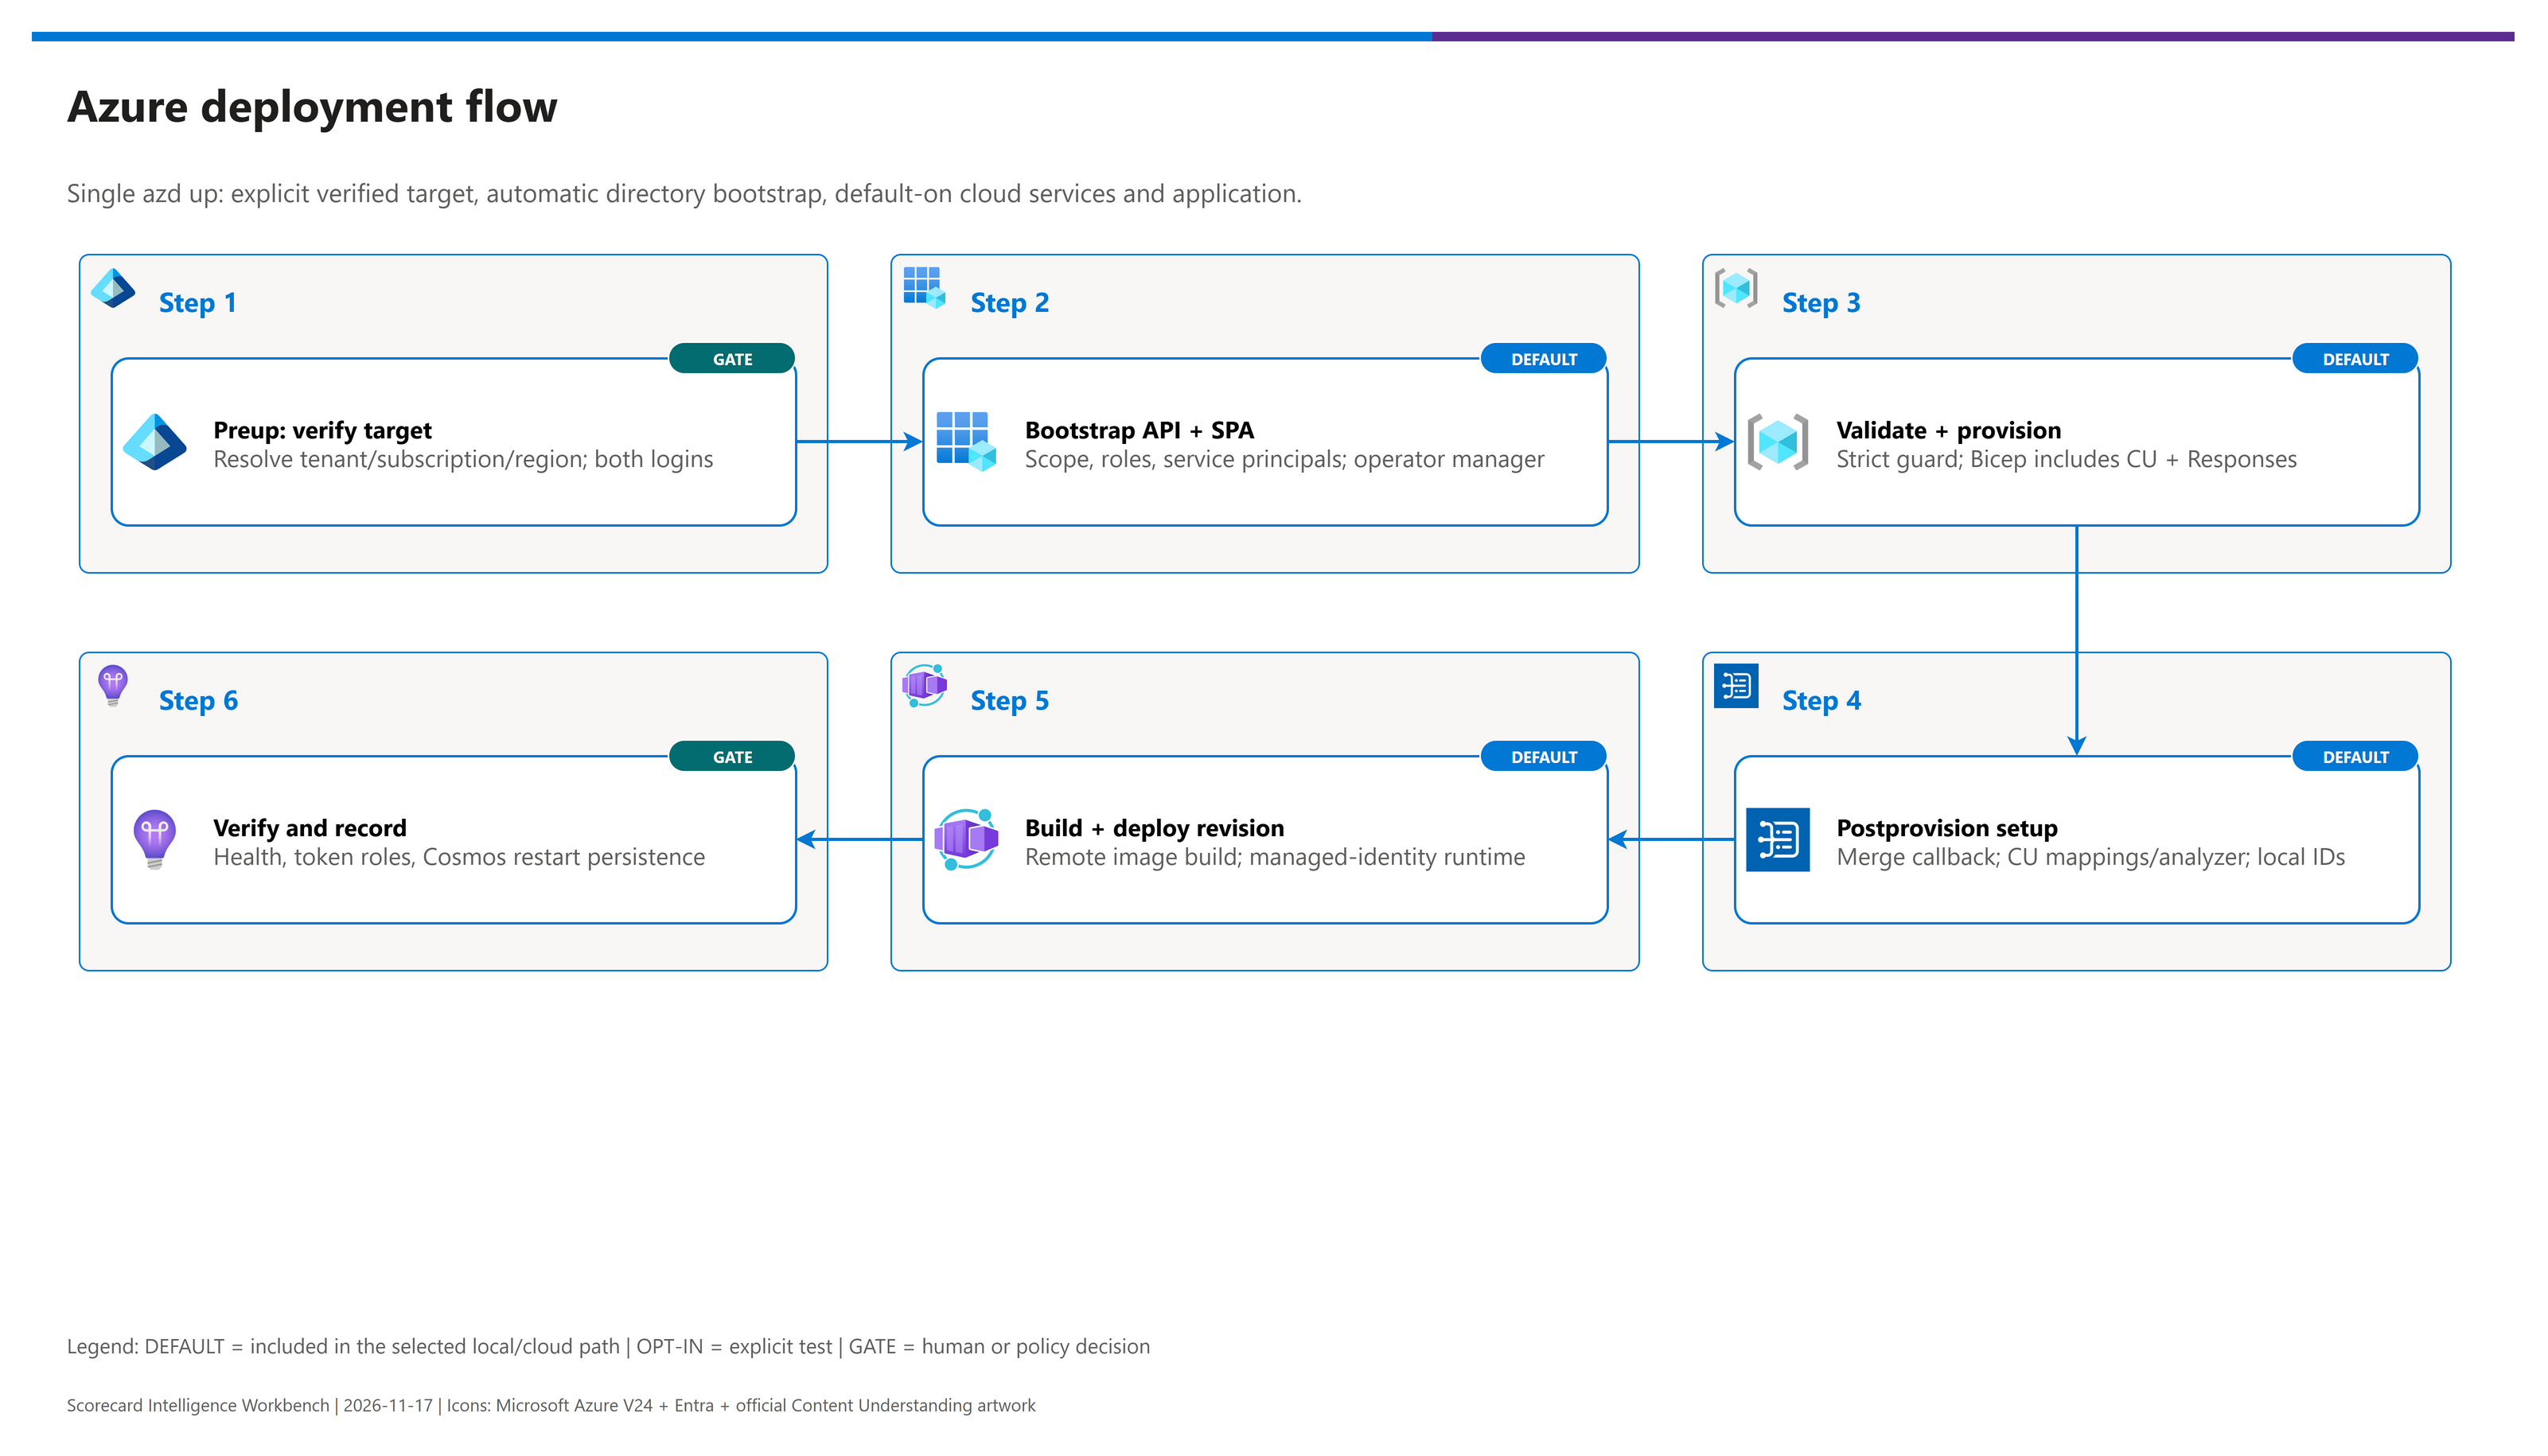 Azure deployment flow
Single azd up: explicit verified target, automatic directory bootstrap, default-on cloud services and application.
Step 1
GATE
Preup: verify target
Resolve tenant/subscription/region; both logins
Step 2
DEFAULT
Bootstrap API + SPA
Scope, roles, service principals; operator manager
Step 3
DEFAULT
Validate + provision
Strict guard; Bicep includes CU + Responses
Step 4
DEFAULT
Postprovision setup
Merge callback; CU mappings/analyzer; local IDs
Step 5
DEFAULT
Build + deploy revision
Remote image build; managed-identity runtime
Step 6
GATE
Verify and record
Health, token roles, Cosmos restart persistence
Legend: DEFAULT = included in the selected local/cloud path | OPT-IN = explicit test | GATE = human or policy decision
Scorecard Intelligence Workbench | 2026-11-17 | Icons: Microsoft Azure V24 + Entra + official Content Understanding artwork